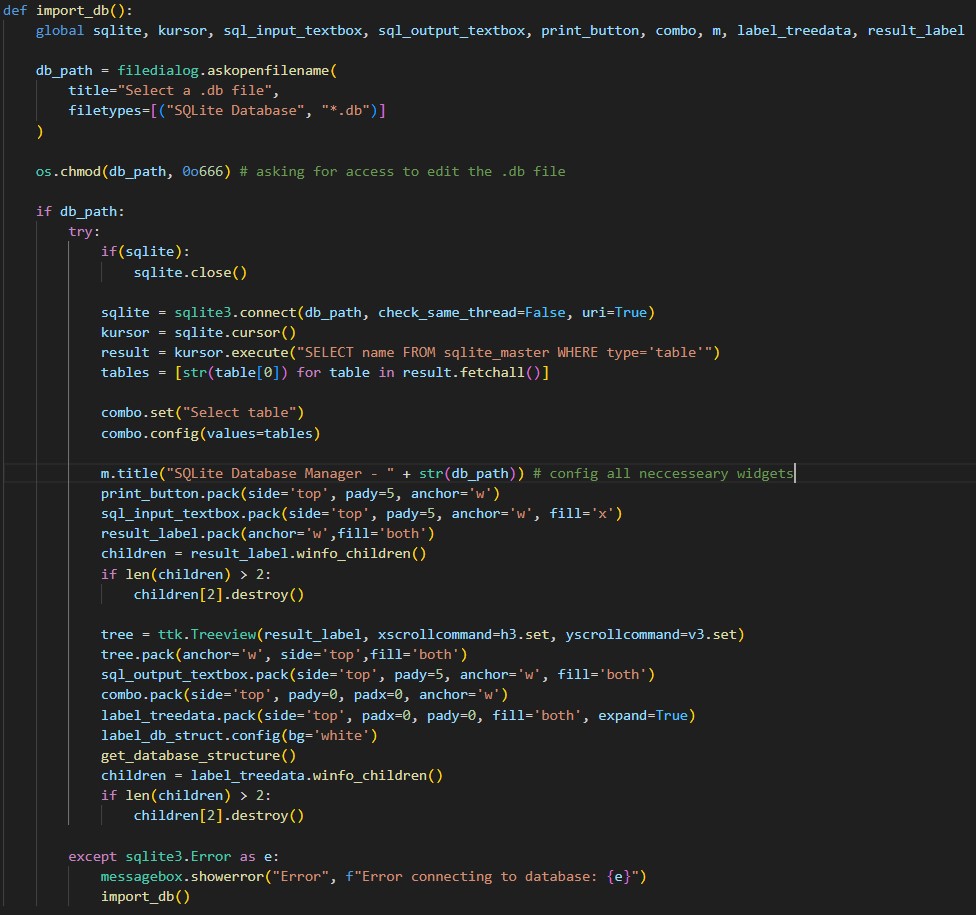 def import_db():
    global sqlite, kursor, sql_input_textbox, sql_output_textbox, print_button, combo, m, label_treedata, result_label
    db_path = filedialog.askopenfilename(
        title="Select a .db file",
        filetypes=[("SQLite Database", "*.db")]
    )
    os.chmod(db_path, 0o666) # asking for access to edit the .db file
    if db_path:
        try:
            if(sqlite):
                sqlite.close()
            sqlite = sqlite3.connect(db_path, check_same_thread=False, uri=True)
            kursor = sqlite.cursor()
            result = kursor.execute("SELECT name FROM sqlite_master WHERE type='table'")
            tables = [str(table[0]) for table in result.fetchall()]
            combo.set("Select table")
            combo.config(values=tables)
            m.title("SQLite Database Manager - " + str(db_path)) # config all neccesseary widgets
            print_button.pack(side='top', pady=5, anchor='w')
            sql_input_textbox.pack(side='top', pady=5, anchor='w', fill='x')
            result_label.pack(anchor='w',fill='both')
            children = result_label.winfo_children()
            if len(children) > 2:
                children[2].destroy()
            tree = ttk.Treeview(result_label, xscrollcommand=h3.set, yscrollcommand=v3.set)
            tree.pack(anchor='w', side='top',fill='both')
            sql_output_textbox.pack(side='top', pady=5, anchor='w', fill='both')
            combo.pack(side='top', pady=0, padx=0, anchor='w')
            label_treedata.pack(side='top', padx=0, pady=0, fill='both', expand=True)
            label_db_struct.config(bg='white')
            get_database_structure()
            children = label_treedata.winfo_children()
            if len(children) > 2:
                children[2].destroy()
        except sqlite3.Error as e:
            messagebox.showerror("Error", f"Error connecting to database: {e}")
            import_db()